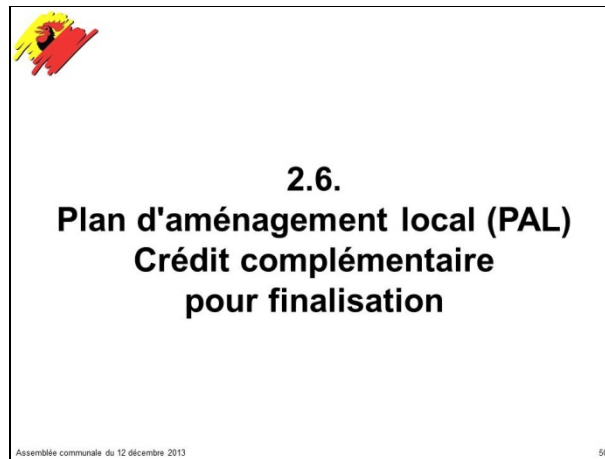 2.6.
Plan d'aménagement local (PAL)
Crédit complémentaire
pour finalisation
Assemblée communale du 12 décembre 2013